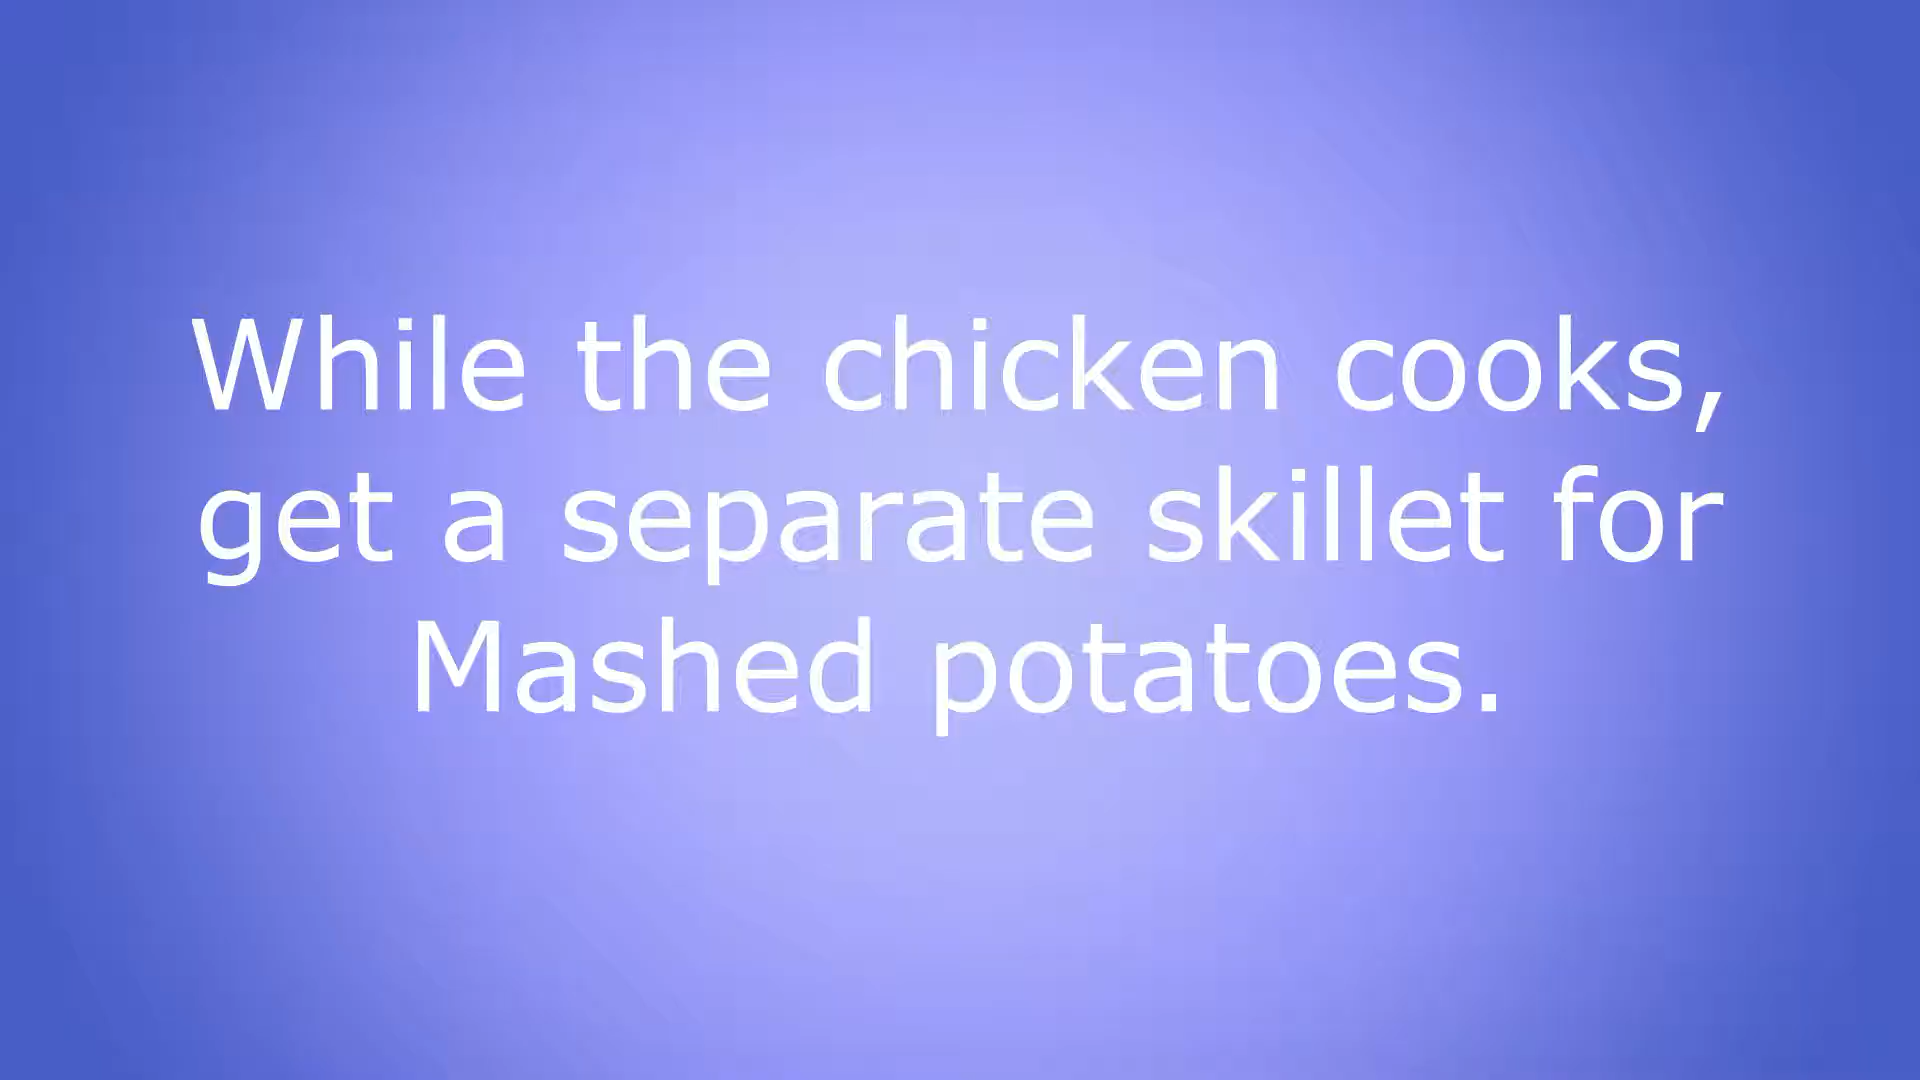 While the chicken cooks,
get a separate skillet for
Mashed potatoes.